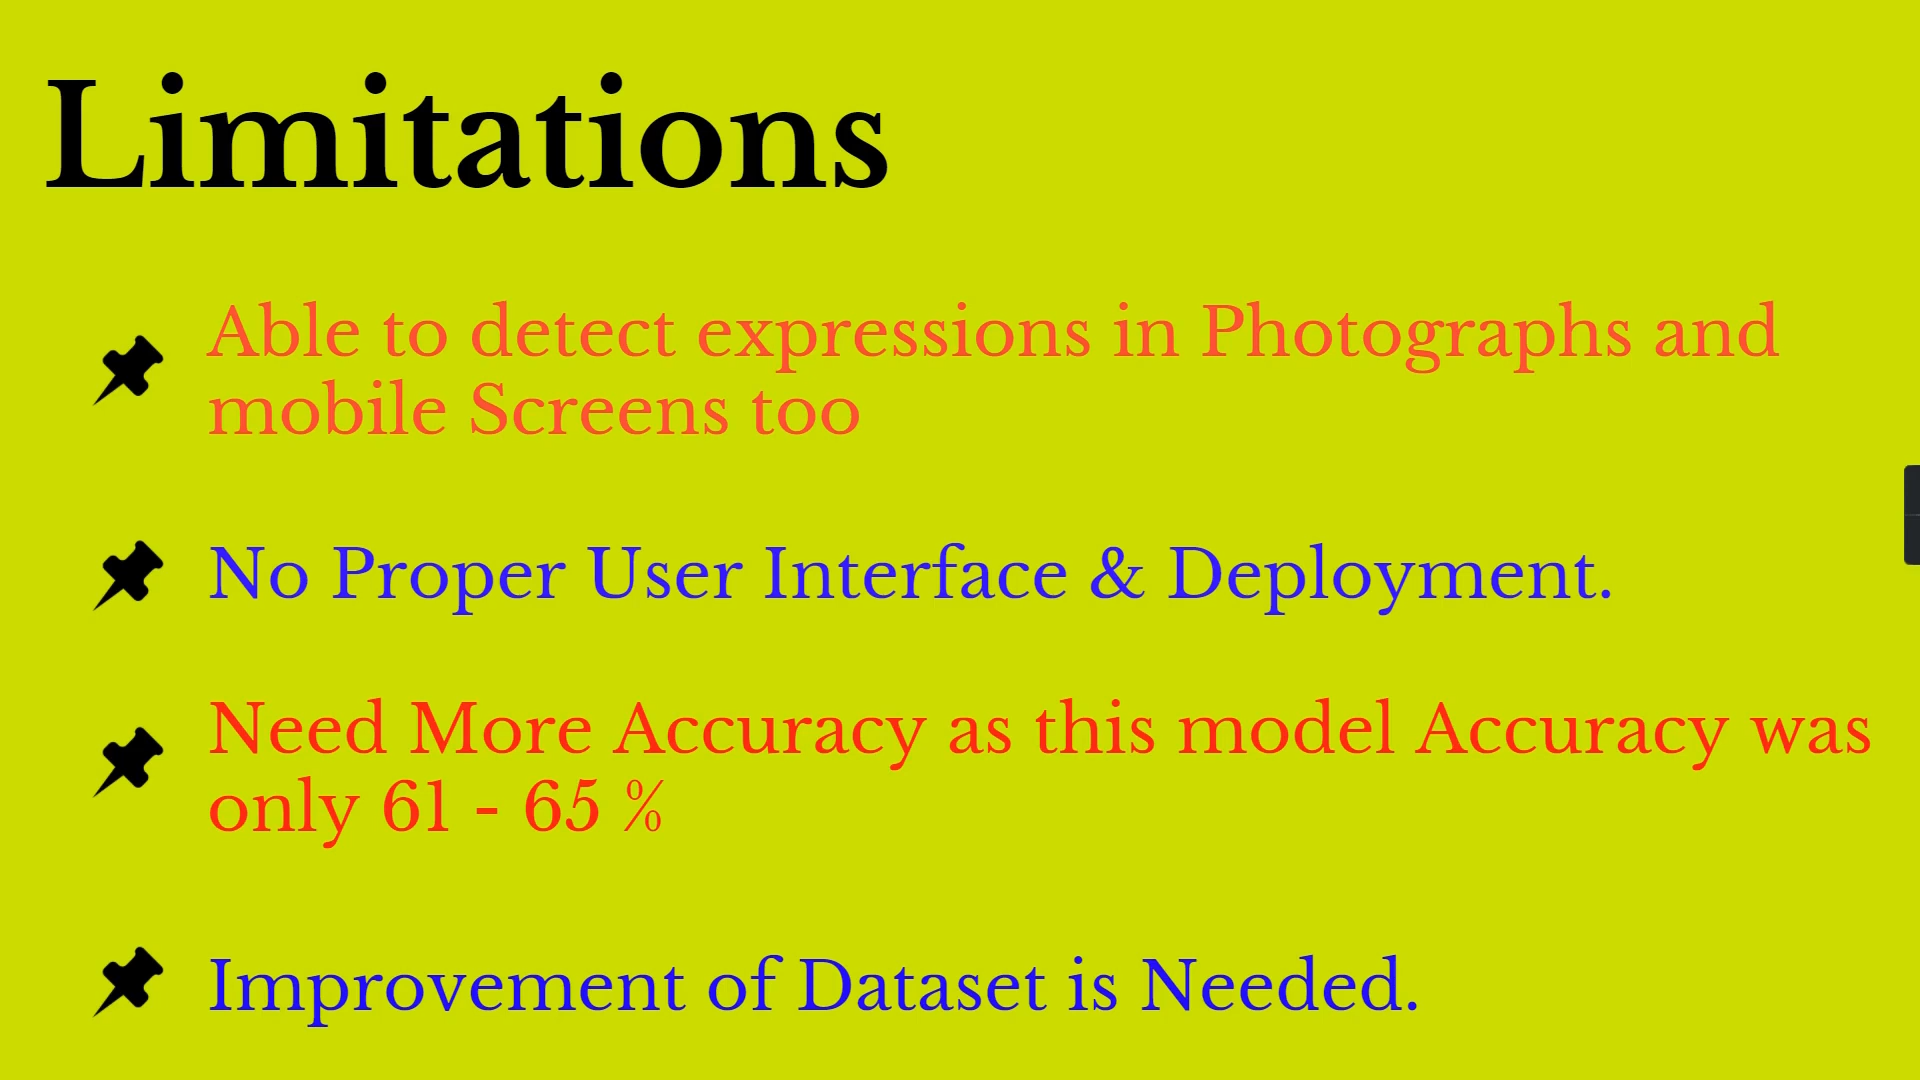 Limitations
Able to detect expressions in Photographs and
mobile Screens too
No Proper User Interface & Deployment.
Need More Accuracy as this model Accuracy was
only 61 - 65 %
Improvement of Dataset is Needed.